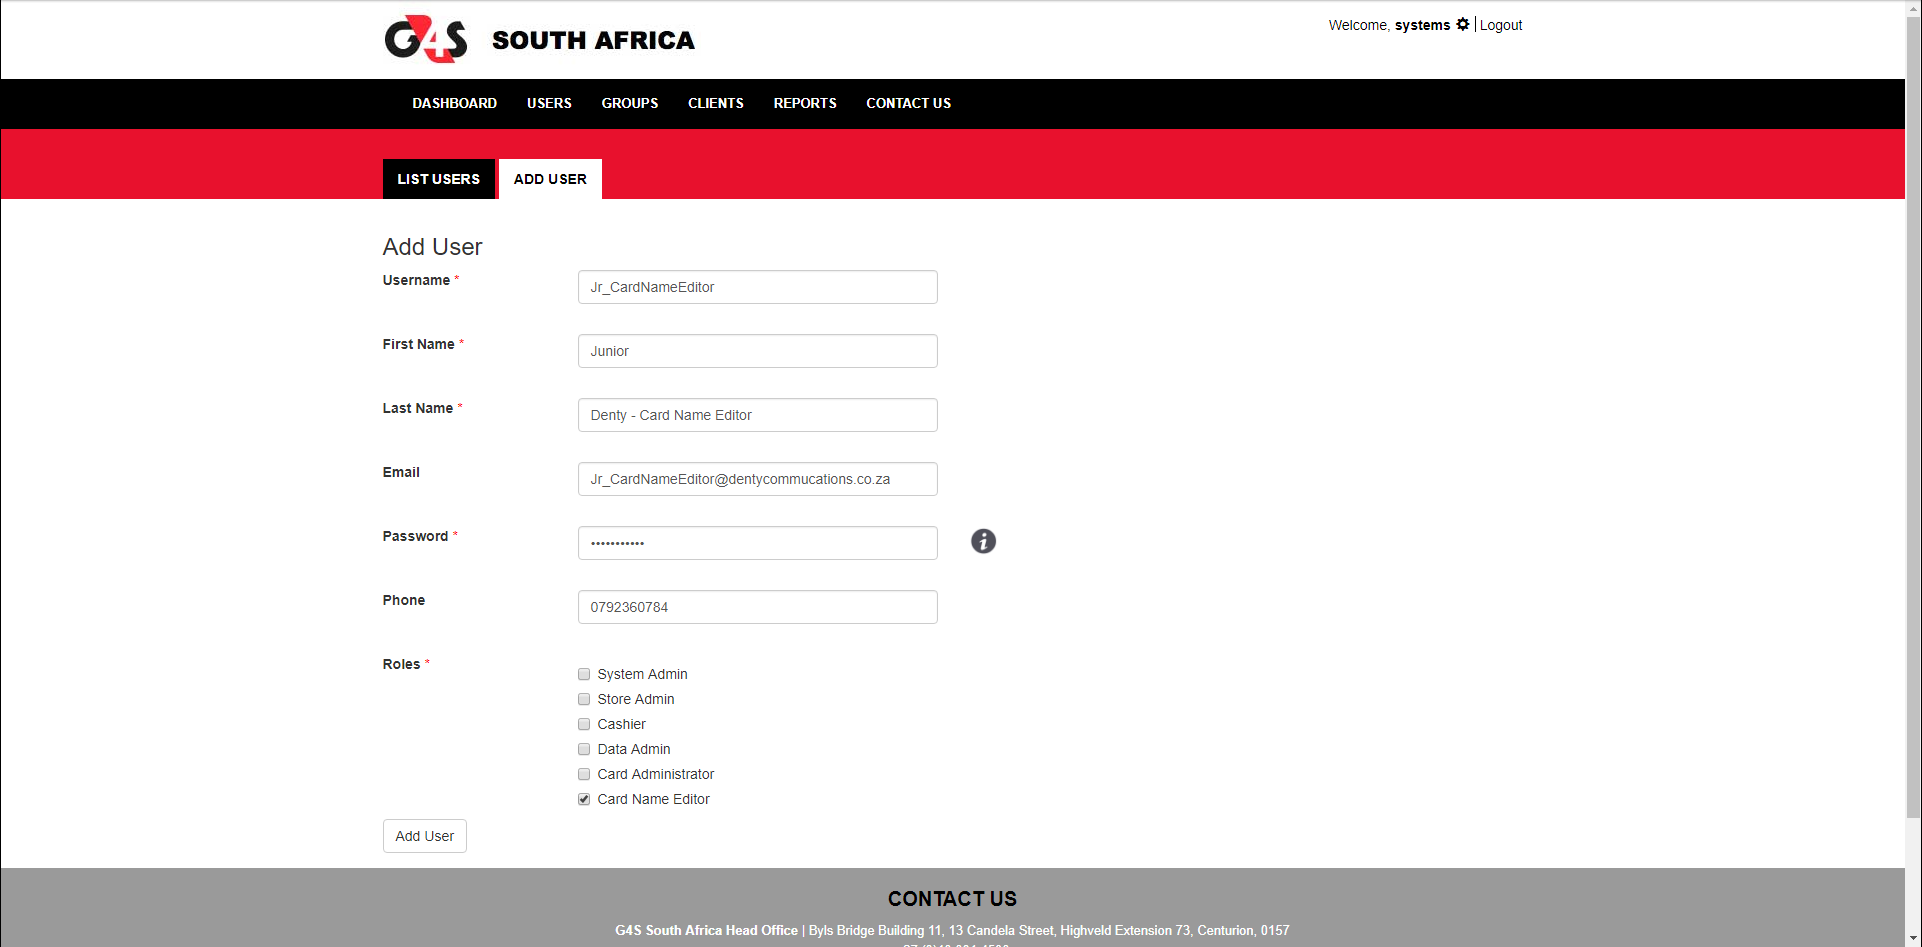 G4S SOUTH AFRICA
Welcome, systems | Logout
DASHBOARD USERS GROUPS CLIENTS REPORTS CONTACT US
LIST USERS ADD USER
Add User
Username * Jr_CardNameEditor
First Name * Junior
Last Name * Denty - Card Name Editor
Email Jr_CardNameEditor@dentycommucations.co.za
Password * •••••••••••
Phone 0792360784
Roles *
System Admin
Store Admin
Cashier
Data Admin
Card Administrator
Card Name Editor
Add User
CONTACT US
G4S South Africa Head Office | Byls Bridge Building 11, 13 Candela Street, Highveld Extension 73, Centurion, 0157